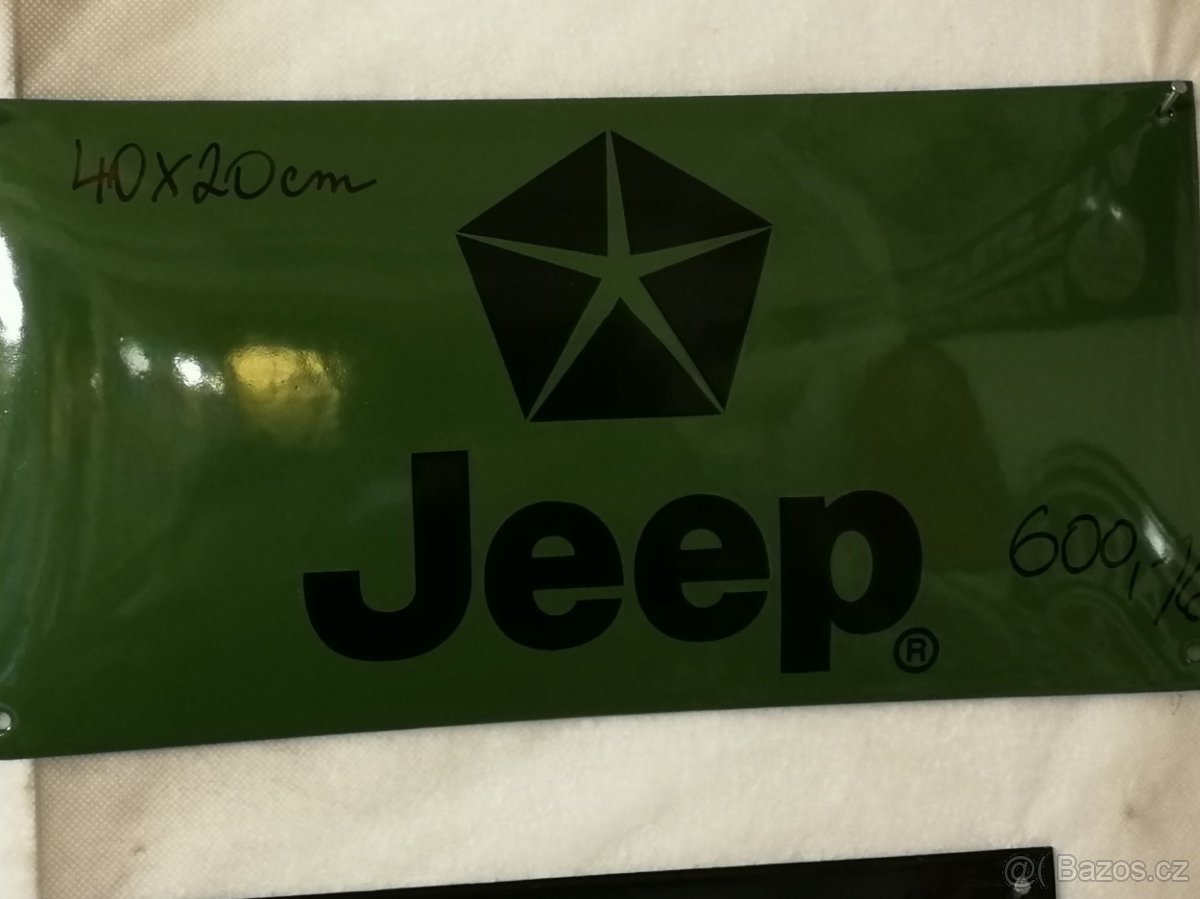 40x20cm
Jeep®
600,-/
@( Bazos.cz